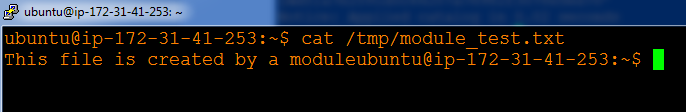 ubuntu@ip-172-31-41-253: ~
ubuntu@ip-172-31-41-253:~$ cat /tmp/module_test.txt
This file is created by a moduleubuntu@ip-172-31-41-253:~$